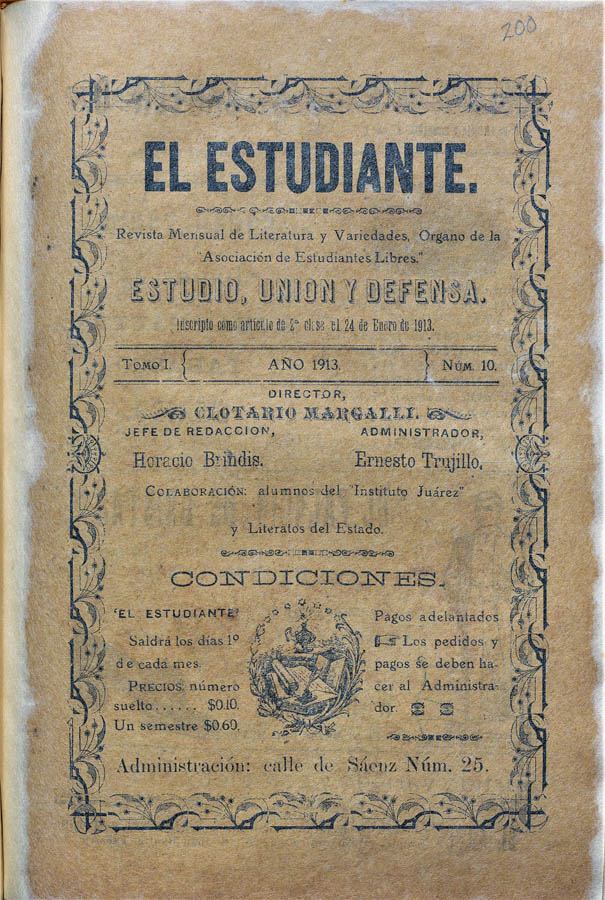 200
EL ESTUDIANTE.
Revista Mensual de Literatura y Variedades, Organo de la
"Asociación de Estudiantes Libres."
ESTUDIO, UNION Y DEFENSA.
Inscripto como artículo de 2ª clase el 24 de Enero de 1913.
TOMO I. { AÑO 1913. } NÚM. 10.
DIRECTOR,
CLOTARIO MARGALLI.
JEFE DE REDACCION, ADMINISTRADOR,
Horacio Brindis. Ernesto Trujillo.
COLABORACIÓN: alumnos del "Instituto Juárez"
y Literatos del Estado.
CONDICIONES.
"EL ESTUDIANTE"
Saldrá los días 1º
de cada mes.
PRECIOS: número
suelto...... $0.10.
Un semestre $0.60.
Pagos adelantados
☞ Los pedidos y
pagos se deben ha-
cer al Administra-
dor.
Administración: calle de Sáenz Núm. 25.